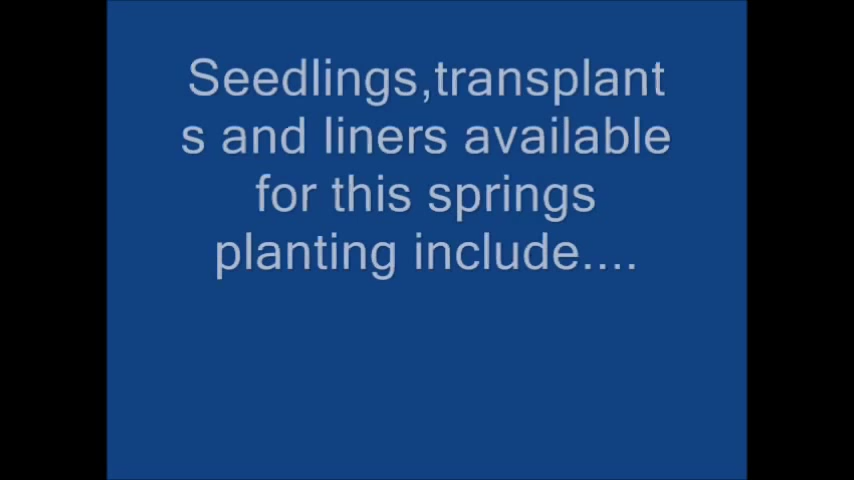 Seedlings,transplant
s and liners available
for this springs
planting include....